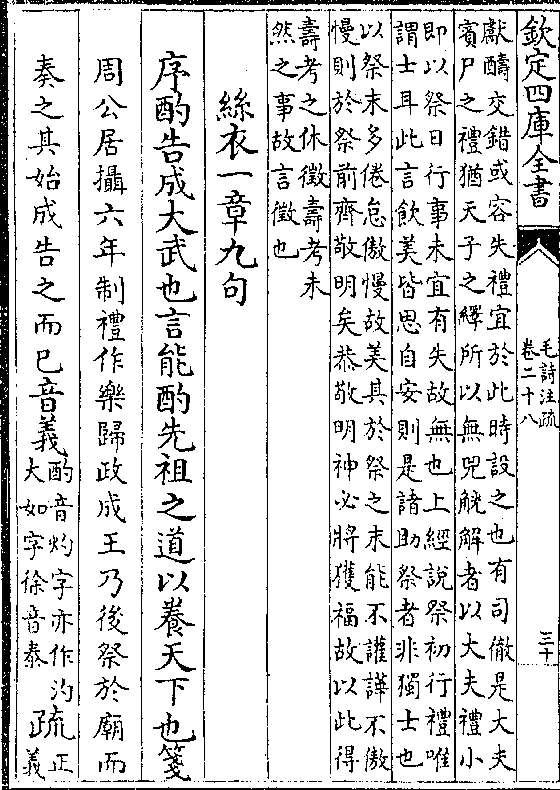 欽定四庫全書
毛詩注疏
卷二十八
三十
獻醻交錯或容失禮宜於此時設之也有司徹是大夫
賓尸之禮猶天子之繹所以無兕觥解者以大夫禮小
即以祭日行事未宜有失故無也上經說祭初行禮唯
謂士耳此言飲美皆思自安則是諸助祭者非獨士也
以祭末多倦怠傲慢故美其於祭之末能不讙譁不傲
慢則於祭前齊敬明矣恭敬明神必將獲福故以此得
壽考之休徵壽考未
然之事故言徵也
絲衣一章九句
序酌告成大武也言能酌先祖之道以養天下也箋
周公居攝六年制禮作樂歸政成王乃後祭於廟而
奏之其始成告之而已音義
酌音灼字亦作汋
大如字徐音泰
疏
正
義